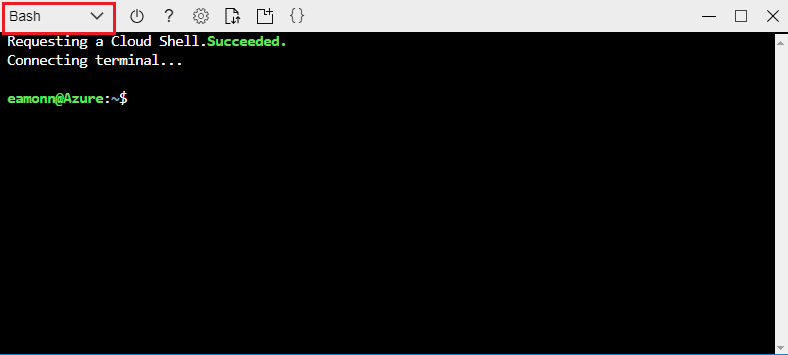 Bash
Requesting a Cloud Shell.Succeeded.
Connecting terminal...
eamonn@Azure:~$